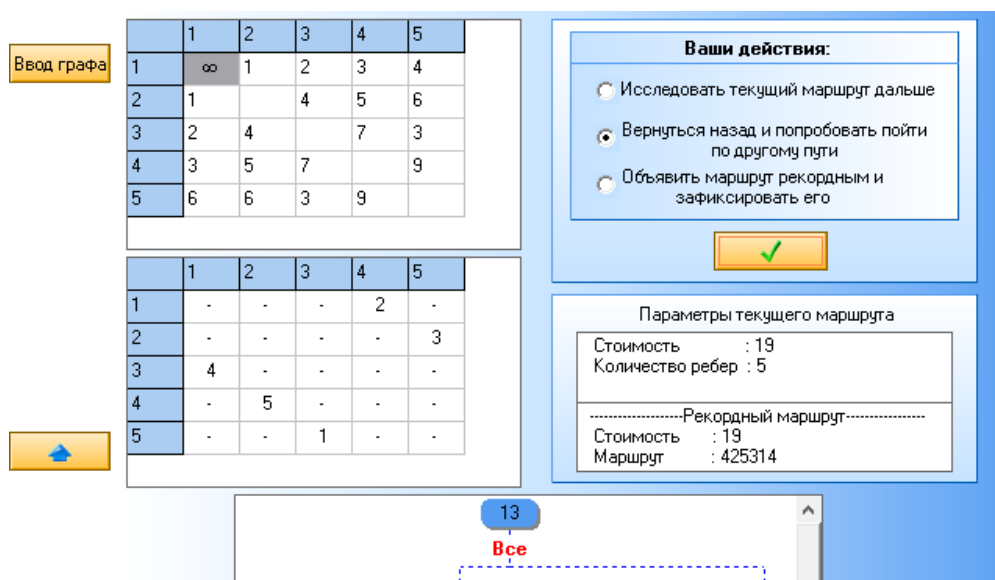 Ввод графа
1 2 3 4 5
1 ∞ 1 2 3 4
2 1 4 5 6
3 2 4 7 3
4 3 5 7 9
5 6 6 3 9
Ваши действия:
Исследовать текущий маршрут дальше
Вернуться назад и попробовать пойти
по другому пути
Объявить маршрут рекордным и
зафиксировать его
1 2 3 4 5
1 - - - 2 -
2 - - - - 3
3 4 - - - -
4 - 5 - - -
5 - - 1 - -
Параметры текущего маршрута
Стоимость : 19
Количество ребер : 5
-------------------Рекордный маршрут----------------
Стоимость : 19
Маршрут : 425314
13
Все